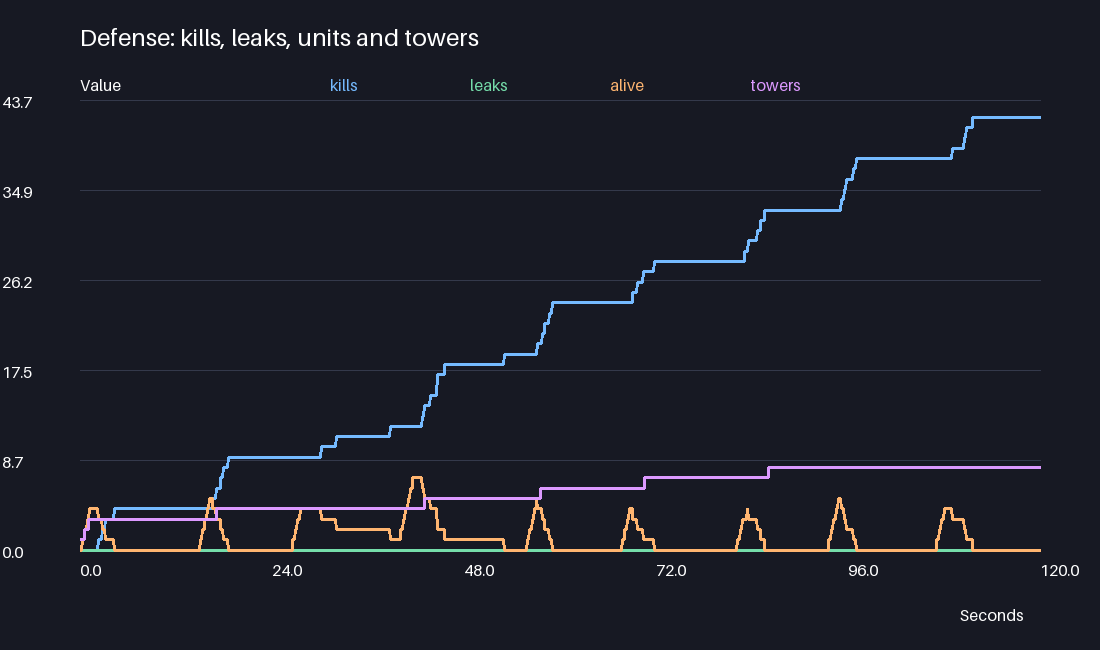 Defense: kills, leaks, units and towers
Value kills leaks alive towers
43.7
34.9
26.2
17.5
8.7
0.0
0.0 24.0 48.0 72.0 96.0 120.0
Seconds